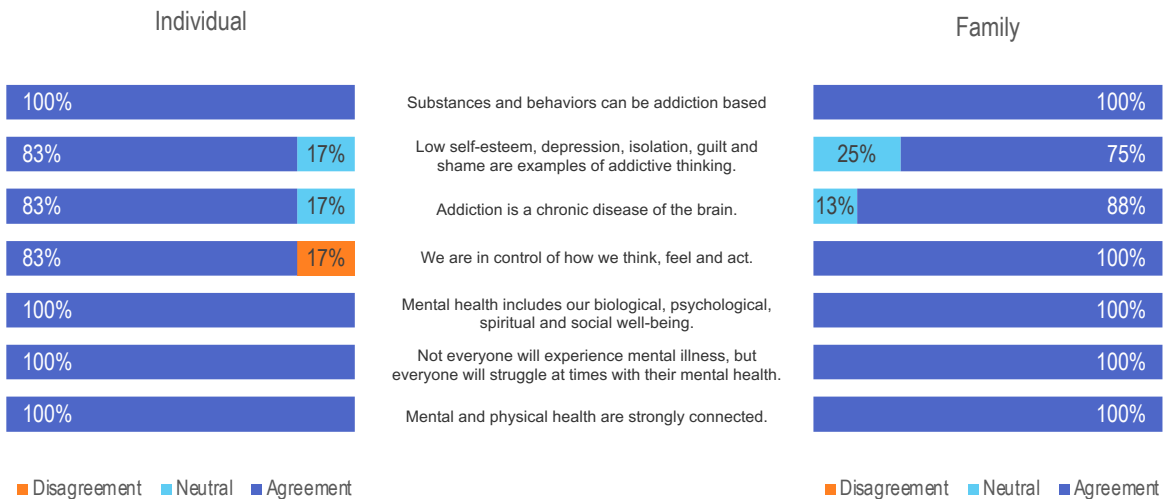 Individual
Family
100%
Substances and behaviors can be addiction based
100%
83%
17%
Low self-esteem, depression, isolation, guilt and
shame are examples of addictive thinking.
25%
75%
83%
17%
Addiction is a chronic disease of the brain.
13%
88%
83%
17%
We are in control of how we think, feel and act.
100%
100%
Mental health includes our biological, psychological,
spiritual and social well-being.
100%
100%
Not everyone will experience mental illness, but
everyone will struggle at times with their mental health.
100%
100%
Mental and physical health are strongly connected.
100%
Disagreement Neutral Agreement
Disagreement Neutral Agreement